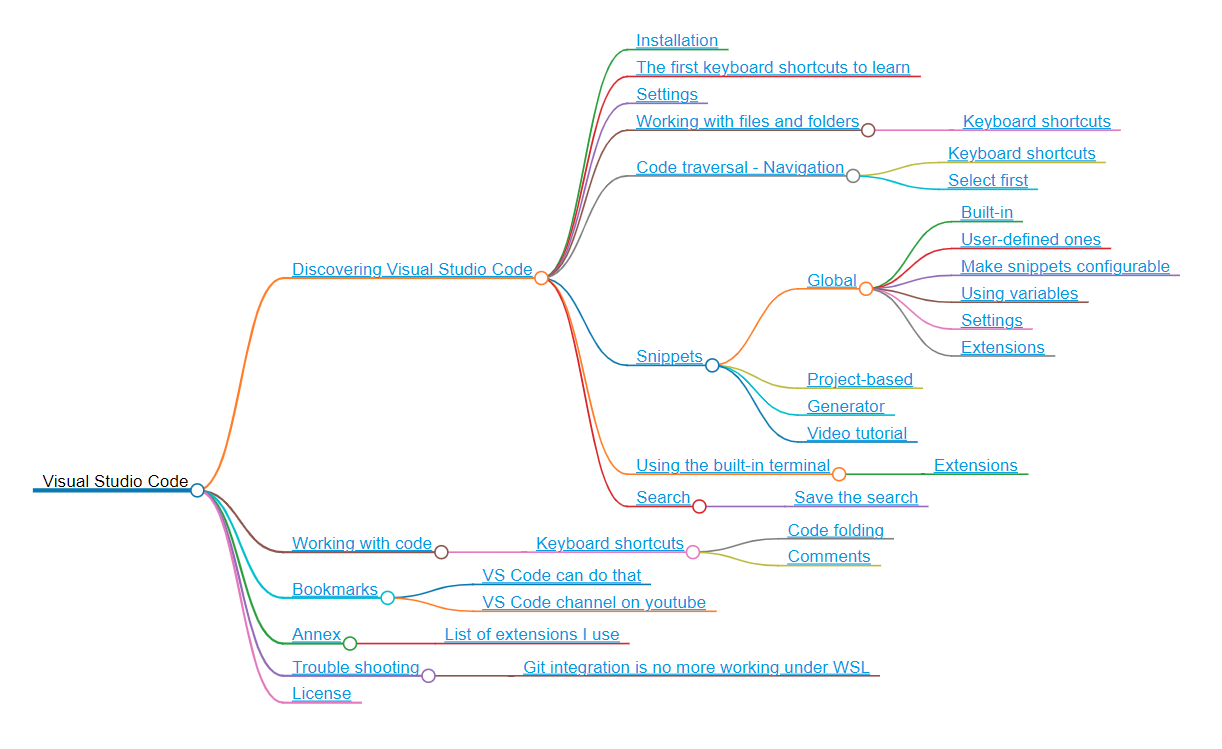 Visual Studio Code
Discovering Visual Studio Code
Installation
The first keyboard shortcuts to learn
Settings
Working with files and folders
Keyboard shortcuts
Code traversal - Navigation
Keyboard shortcuts
Select first
Snippets
Global
Built-in
User-defined ones
Make snippets configurable
Using variables
Settings
Extensions
Project-based
Generator
Video tutorial
Using the built-in terminal
Extensions
Search
Save the search
Working with code
Keyboard shortcuts
Code folding
Comments
Bookmarks
VS Code can do that
VS Code channel on youtube
Annex
List of extensions I use
Trouble shooting
Git integration is no more working under WSL
License